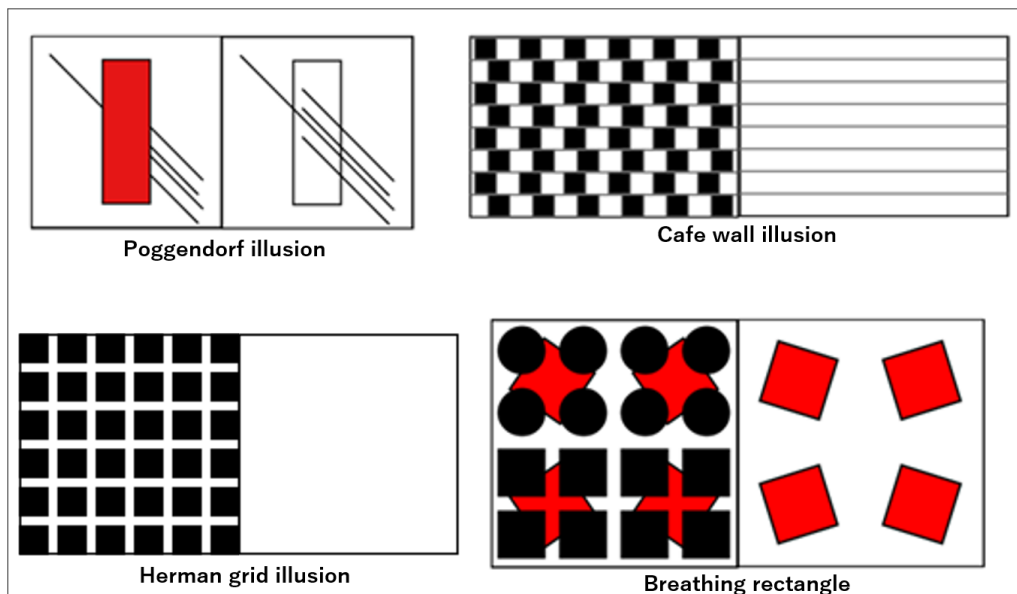 Poggendorf illusion
Cafe wall illusion
Herman grid illusion
Breathing rectangle